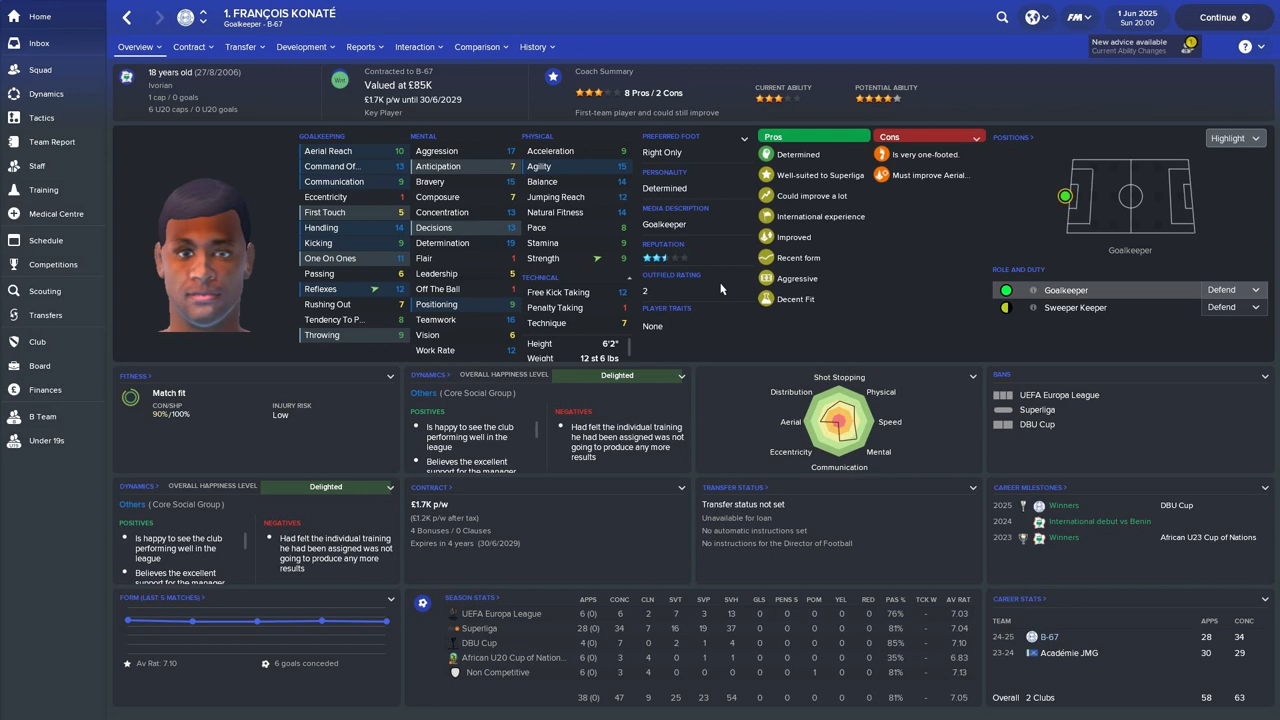 Home
Inbox
Squad
Dynamics
Tactics
Team Report
Staff
Training
Medical Centre
Schedule
Competitions
Scouting
Transfers
Club
Board
Finances
B Team
Under 19s
1. FRANÇOIS KONATÉ
Goalkeeper - B-67
FM
1 Jun 2025
Sun 20:00
Continue
Overview
Contract
Transfer
Development
Reports
Interaction
Comparison
History
New advice available
Current Ability Changes
?
18 years old (27/8/2006)
Ivorian
1 cap / 0 goals
6 U20 caps / 0 U20 goals
Wnt
Contracted to B-67
Valued at £85K
£1.7K p/w until 30/6/2029
Key Player
Coach Summary
8 Pros / 2 Cons
First-team player and could still improve
CURRENT ABILITY
POTENTIAL ABILITY
GOALKEEPING
Aerial Reach 10
Command Of... 13
Communication 9
Eccentricity 1
First Touch 5
Handling 14
Kicking 9
One On Ones 11
Passing 6
Reflexes 12
Rushing Out 7
Tendency To P... 8
Throwing 9
MENTAL
Aggression 17
Anticipation 7
Bravery 15
Composure 7
Concentration 13
Decisions 13
Determination 19
Flair 1
Leadership 5
Off The Ball 1
Positioning 9
Teamwork 16
Vision 6
Work Rate 12
PHYSICAL
Acceleration 9
Agility 15
Balance 14
Jumping Reach 12
Natural Fitness 14
Pace 8
Stamina 9
Strength 9
TECHNICAL
Free Kick Taking 12
Penalty Taking 1
Technique 7
Height 6'2"
Weight 12 st 6 lbs
PREFERRED FOOT
Right Only
PERSONALITY
Determined
MEDIA DESCRIPTION
Goalkeeper
REPUTATION
OUTFIELD RATING
2
PLAYER TRAITS
None
Pros
Determined
Well-suited to Superliga
Could improve a lot
International experience
Improved
Recent form
Aggressive
Decent Fit
Cons
Is very one-footed.
Must improve Aerial...
POSITIONS >
Highlight
Goalkeeper
ROLE AND DUTY
Goalkeeper Defend
Sweeper Keeper Defend
FITNESS >
Match fit
CON/SHP
90%/100%
INJURY RISK
Low
DYNAMICS > OVERALL HAPPINESS LEVEL Delighted
Others ( Core Social Group )
POSITIVES
Is happy to see the club
performing well in the
league
Believes the excellent
support for the manager
NEGATIVES
Had felt the individual training
he had been assigned was not
going to produce any more
results
Shot Stopping
Distribution
Physical
Aerial
Speed
Eccentricity
Mental
Communication
BANS
UEFA Europa League
Superliga
DBU Cup
DYNAMICS > OVERALL HAPPINESS LEVEL Delighted
Others ( Core Social Group )
POSITIVES
Is happy to see the club
performing well in the
league
Believes the excellent
support for the manager
NEGATIVES
Had felt the individual training
he had been assigned was not
going to produce any more
results
CONTRACT >
£1.7K p/w
(£1.2K p/w after tax)
4 Bonuses / 0 Clauses
Expires in 4 years (30/6/2029)
TRANSFER STATUS >
Transfer status not set
Unavailable for loan
No automatic instructions set
No instructions for the Director of Football
CAREER MILESTONES >
2025 Winners DBU Cup
2024 International debut vs Benin
2023 Winners African U23 Cup of Nations
FORM (LAST 5 MATCHES) >
Av Rat: 7.10
6 goals conceded
SEASON STATS > APPS CONC CLN SVT SVP SVH GLS PENS S POM YEL RED PAS % TCK W AV RAT
UEFA Europa League 6 (0) 6 2 7 3 13 0 0 0 0 0 76% - 7.03
Superliga 28 (0) 34 7 16 19 37 0 0 0 0 0 81% - 7.04
DBU Cup 4 (0) 7 0 2 1 4 0 0 0 0 0 85% - 7.10
African U20 Cup of Nation... 6 (0) 3 4 0 1 1 0 0 0 0 0 35% - 6.83
Non Competitive 6 (0) 3 4 0 0 0 0 0 1 0 0 81% - 7.13
38 (0) 47 9 25 23 54 0 0 0 0 0 81% - 7.05
CAREER STATS >
TEAM APPS CONC
24-25 B-67 28 34
23-24 Académie JMG 30 29
Overall 2 Clubs 58 63